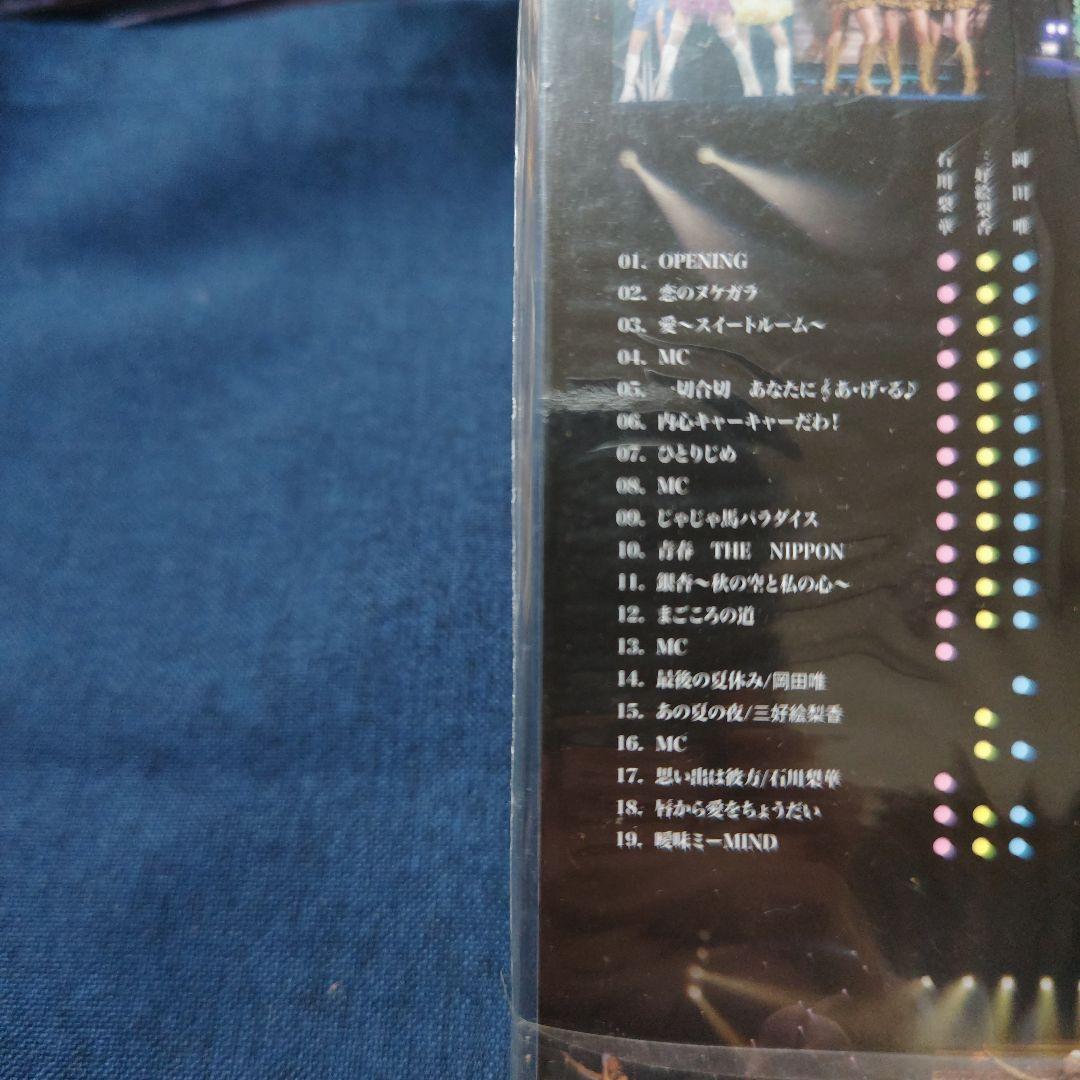 石川梨華
三好絵梨香
岡田唯
01. OPENING
02. 恋のヌケガラ
03. 愛〜スイートルーム〜
04. MC
05. 一切合切 あなたに𝄞あ・げ・る♪
06. 内心キャーキャーだわ!
07. ひとりじめ
08. MC
09. じゃじゃ馬パラダイス
10. 青春 THE NIPPON
11. 銀杏〜秋の空と私の心〜
12. まごころの道
13. MC
14. 最後の夏休み/岡田唯
15. あの夏の夜/三好絵梨香
16. MC
17. 思い出は彼方/石川梨華
18. 唇から愛をちょうだい
19. 曖昧ミーMIND